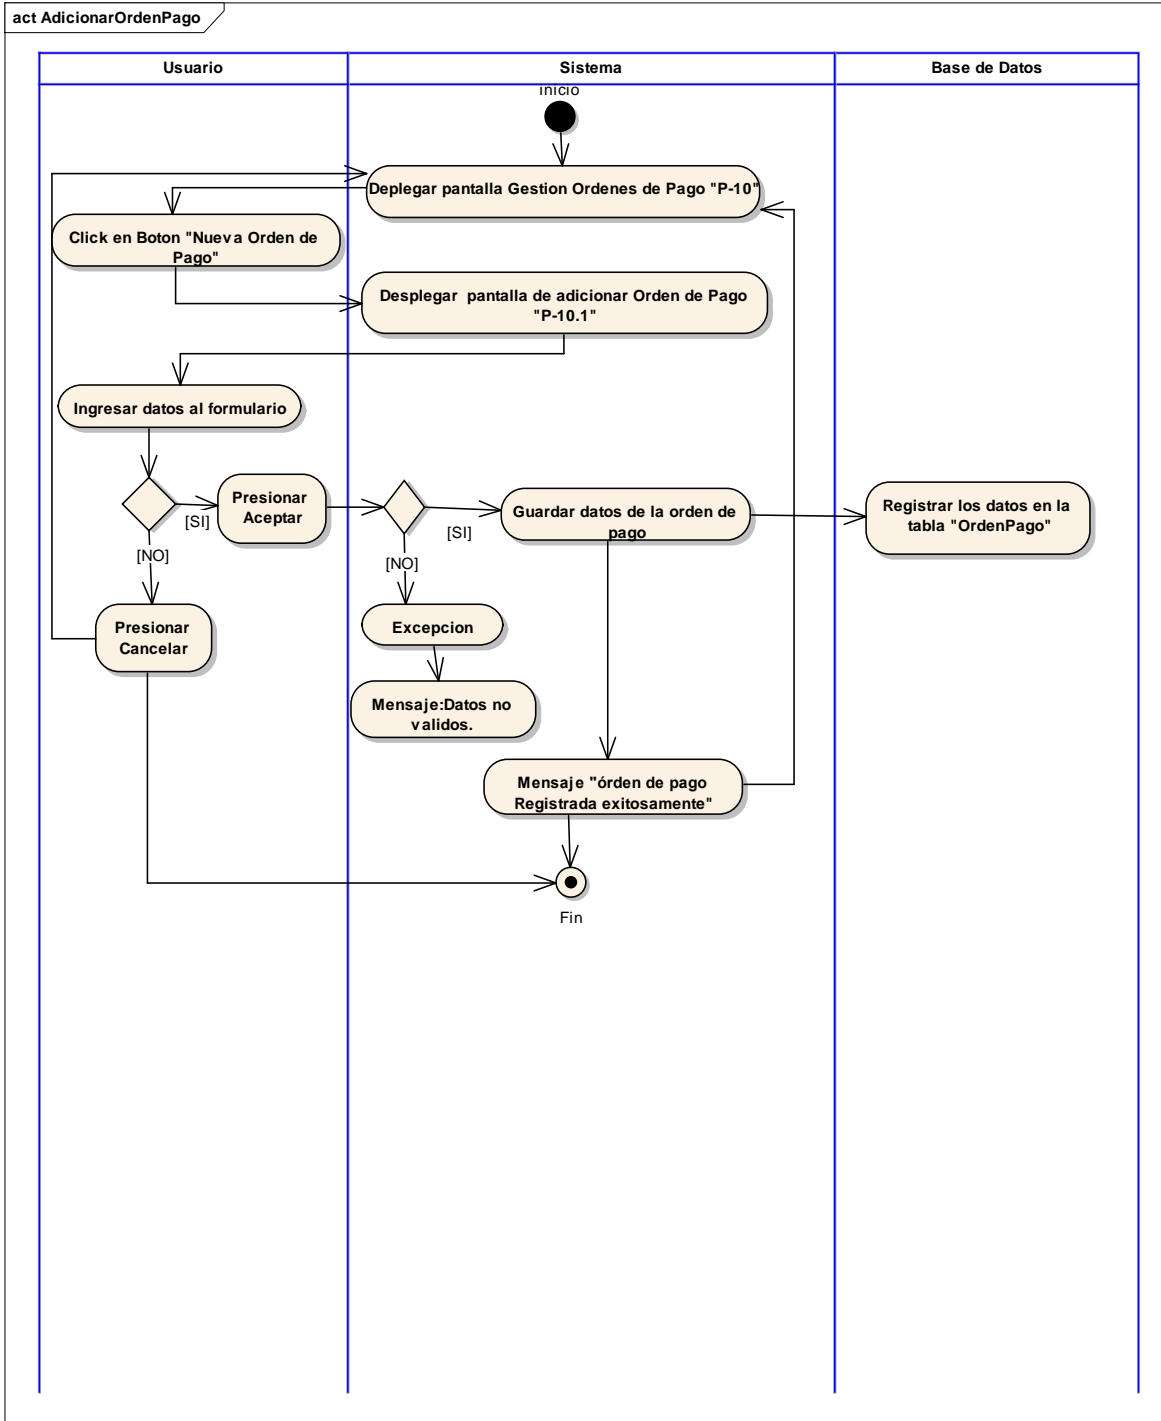 act AdicionarOrdenPago
Usuario
Sistema
Base de Datos
Inicio
Deplegar pantalla Gestion Ordenes de Pago "P-10"
Click en Boton "Nueva Orden de
Pago"
Desplegar pantalla de adicionar Orden de Pago
"P-10.1"
Ingresar datos al formulario
[SI]
Presionar
Aceptar
[SI]
Guardar datos de la orden de
pago
Registrar los datos en la
tabla "OrdenPago"
[NO]
[NO]
Presionar
Cancelar
Excepcion
Mensaje:Datos no
validos.
Mensaje "órden de pago
Registrada exitosamente"
Fin